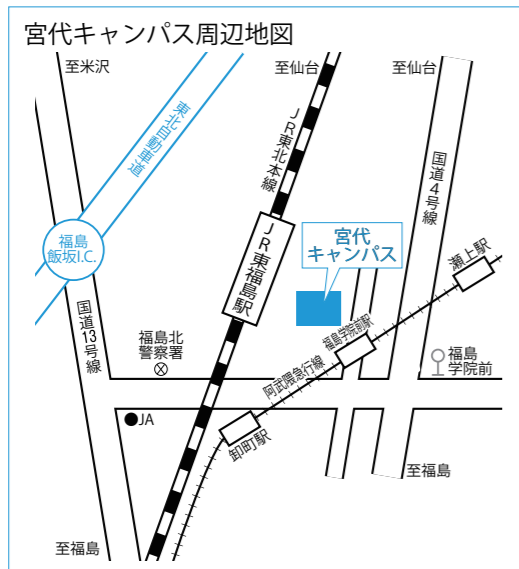 宮代キャンパス周辺地図
至米沢
至仙台
至仙台
東北自動車道
JR東北本線
国道4号線
福島
飯坂I.C.
JR東福島駅
宮代
キャンパス
瀬上駅
国道13号線
福島北
警察署
福島学院前駅
阿武隈急行線
福島
学院前
JA
卸町駅
至福島
至福島